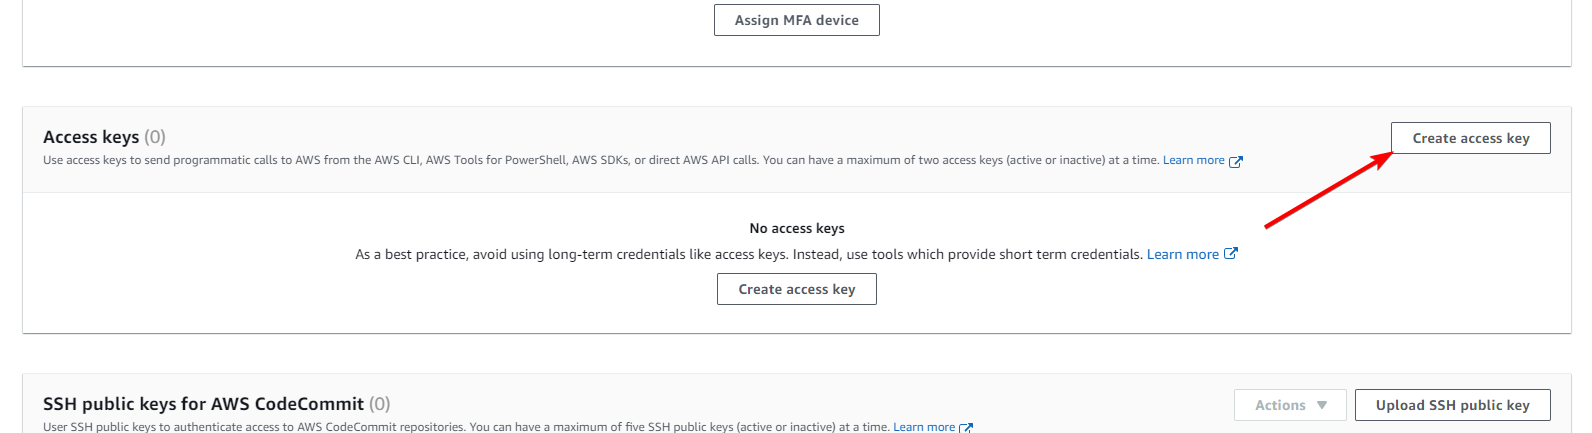 Assign MFA device
Access keys (0)
Create access key
Use access keys to send programmatic calls to AWS from the AWS CLI, AWS Tools for PowerShell, AWS SDKs, or direct AWS API calls. You can have a maximum of two access keys (active or inactive) at a time. Learn more
No access keys
As a best practice, avoid using long-term credentials like access keys. Instead, use tools which provide short term credentials. Learn more
Create access key
SSH public keys for AWS CodeCommit (0)
Actions
Upload SSH public key
User SSH public keys to authenticate access to AWS CodeCommit repositories. You can have a maximum of five SSH public keys (active or inactive) at a time. Learn more